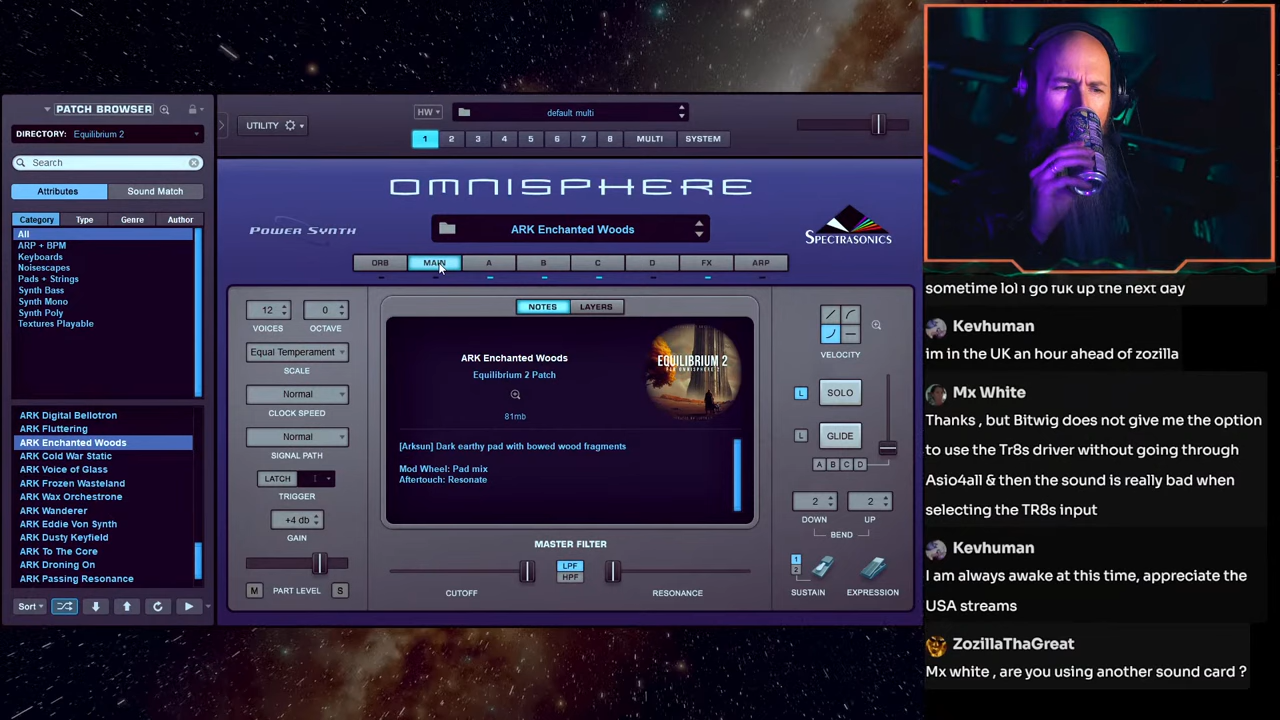 PATCH BROWSER
DIRECTORY: Equilibrium 2
Search
Attributes
Sound Match
Category
Type
Genre
Author
All
ARP + BPM
Keyboards
Noisescapes
Pads + Strings
Synth Bass
Synth Mono
Synth Poly
Textures Playable
ARK Digital Bellotron
ARK Fluttering
ARK Enchanted Woods
ARK Cold War Static
ARK Voice of Glass
ARK Frozen Wasteland
ARK Wax Orchestrone
ARK Wanderer
ARK Eddie Von Synth
ARK Dusty Keyfield
ARK To The Core
ARK Droning On
ARK Passing Resonance
Sort
UTILITY
HW
default multi
1 2 3 4 5 6 7 8 MULTI SYSTEM
OMNISPHERE
POWER SYNTH
ARK Enchanted Woods
SPECTRASONICS
ORB MAIN A B C D FX ARP
12
0
VOICES
OCTAVE
Equal Temperament
SCALE
Normal
CLOCK SPEED
Normal
SIGNAL PATH
LATCH
TRIGGER
+4 db
GAIN
M
PART LEVEL
S
NOTES
LAYERS
ARK Enchanted Woods
Equilibrium 2 Patch
81mb
EQUILIBRIUM 2
FOR OMNISPHERE 2
[Arksun] Dark earthy pad with bowed wood fragments
Mod Wheel: Pad mix
Aftertouch: Resonate
MASTER FILTER
LPF
HPF
CUTOFF
RESONANCE
VELOCITY
L
SOLO
L
GLIDE
A B C D
2
2
DOWN
UP
BEND
1
2
SUSTAIN
EXPRESSION
sometime lol i go fuk up the next day
Kevhuman
im in the UK an hour ahead of zozilla
Mx White
Thanks , but Bitwig does not give me the option
to use the Tr8s driver without going through
Asio4all & then the sound is really bad when
selecting the TR8s input
Kevhuman
I am always awake at this time, appreciate the
USA streams
ZozillaThaGreat
Mx white , are you using another sound card ?